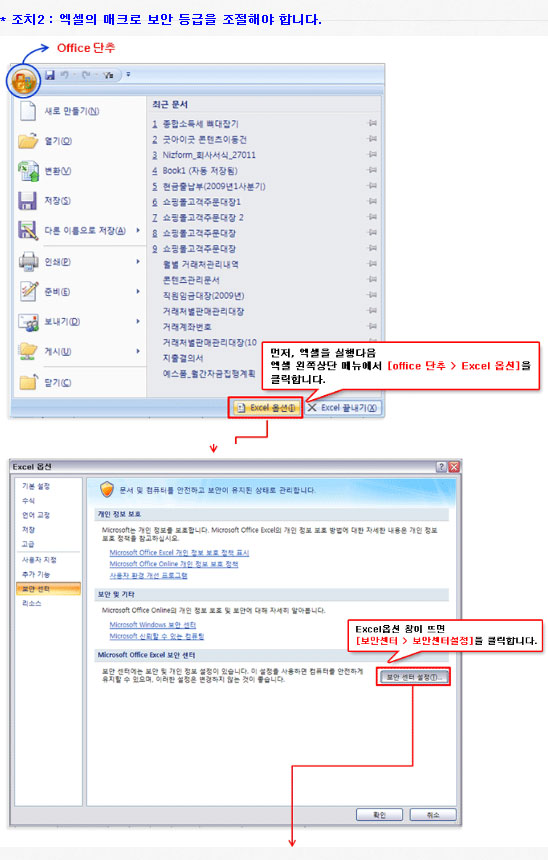 * 조치2 : 엑셀의 매크로 보안 등급을 조절해야 합니다.
Office 단추
새로 만들기(N)
열기(O)
변환(V)
저장(S)
다른 이름으로 저장(A)
인쇄(P)
준비(E)
보내기(D)
게시(U)
닫기(C)
최근 문서
1 종합소득세 뼈대잡기
2 굿아이굿 콘텐츠이동건
3 Nizform_회사서식_27011
4 Book1 (자동 저장됨)
5 현금출납부(2009년1사분기)
6 쇼핑몰고객주문대장1
7 쇼핑몰고객주문대장 2
8 쇼핑몰고객주문대장
9 쇼핑몰고객주문대장
월별 거래처관리내역
콘텐츠관리문서
직원임금대장(2009년)
거래처별판매관리대장
거래계좌번호
거래처별판매관리대장(10
지출결의서
예스폼_월간자금집행계획
먼저, 엑셀을 실행다음
엑셀 왼쪽상단 메뉴에서 [office 단추 > Excel 옵션]을
클릭합니다.
Excel 옵션(I)
Excel 끝내기(X)
Excel 옵션
기본 설정
수식
언어 교정
저장
고급
사용자 지정
추가 기능
보안 센터
리소스
문서 및 컴퓨터를 안전하고 보안이 유지된 상태로 관리합니다.
개인 정보 보호
Microsoft는 개인 정보를 보호합니다. Microsoft Excel의 개인 정보 보호 방법에 대한 자세한 내용은 개인 정보
보호 정책을 참고하십시오.
Microsoft Office Excel 개인 정보 보호 정책 표시
Microsoft Office Online 개인 정보 보호 정책
사용자 환경 개선 프로그램
보안 및 기타
Microsoft Office Online의 개인 정보 보호 및 보안에 대해 자세히 알아봅니다.
Microsoft Windows 보안 센터
Microsoft 신뢰할 수 있는 컴퓨팅
Excel옵션 창이 뜨면
[보안센터 > 보안센터설정]를 클릭합니다.
Microsoft Office Excel 보안 센터
보안 센터에는 보안 및 개인 정보 설정이 있습니다. 이 설정을 사용하면 컴퓨터를 안전하게
유지할 수 있으며, 이러한 설정은 변경하지 않는 것이 좋습니다.
보안 센터 설정(T)...
확인
취소